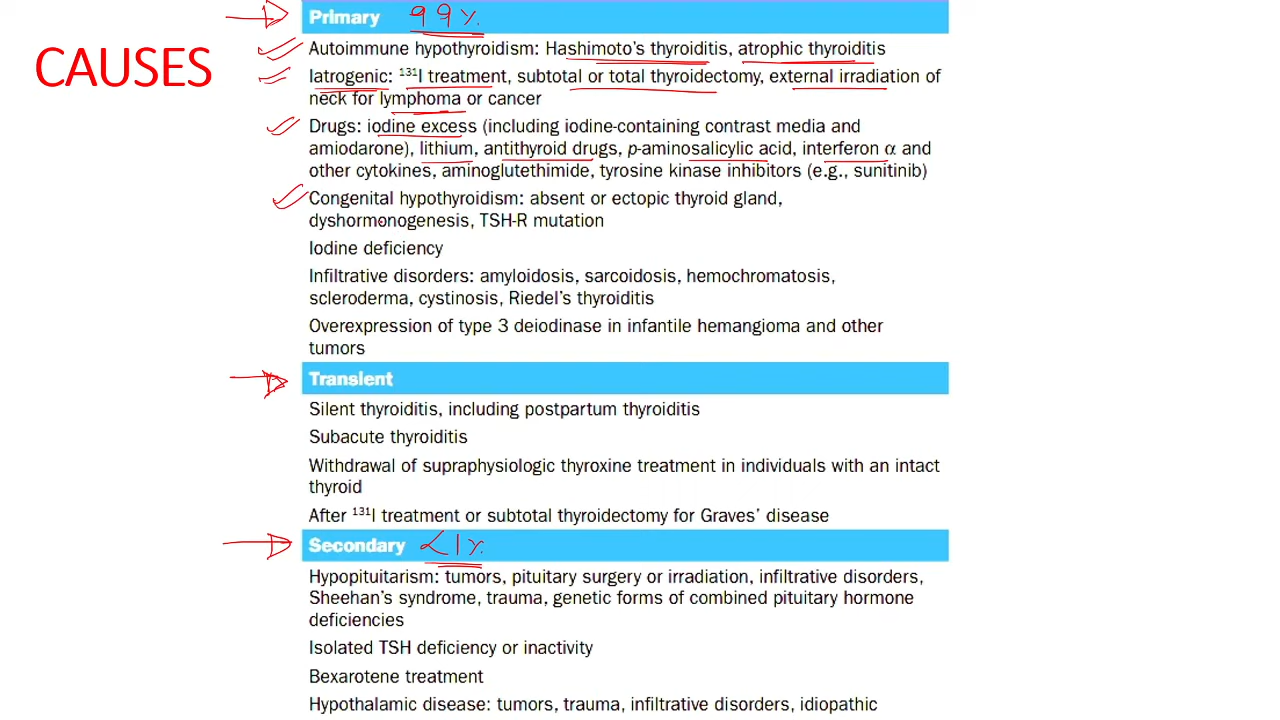 CAUSES
Primary 99%
Autoimmune hypothyroidism: Hashimoto's thyroiditis, atrophic thyroiditis
Iatrogenic: ¹³¹I treatment, subtotal or total thyroidectomy, external irradiation of
neck for lymphoma or cancer
Drugs: iodine excess (including iodine-containing contrast media and
amiodarone), lithium, antithyroid drugs, p-aminosalicylic acid, interferon α and
other cytokines, aminoglutethimide, tyrosine kinase inhibitors (e.g., sunitinib)
Congenital hypothyroidism: absent or ectopic thyroid gland,
dyshormonogenesis, TSH-R mutation
Iodine deficiency
Infiltrative disorders: amyloidosis, sarcoidosis, hemochromatosis,
scleroderma, cystinosis, Riedel's thyroiditis
Overexpression of type 3 deiodinase in infantile hemangioma and other
tumors
Transient
Silent thyroiditis, including postpartum thyroiditis
Subacute thyroiditis
Withdrawal of supraphysiologic thyroxine treatment in individuals with an intact
thyroid
After ¹³¹I treatment or subtotal thyroidectomy for Graves' disease
Secondary <1%
Hypopituitarism: tumors, pituitary surgery or irradiation, infiltrative disorders,
Sheehan's syndrome, trauma, genetic forms of combined pituitary hormone
deficiencies
Isolated TSH deficiency or inactivity
Bexarotene treatment
Hypothalamic disease: tumors, trauma, infiltrative disorders, idiopathic